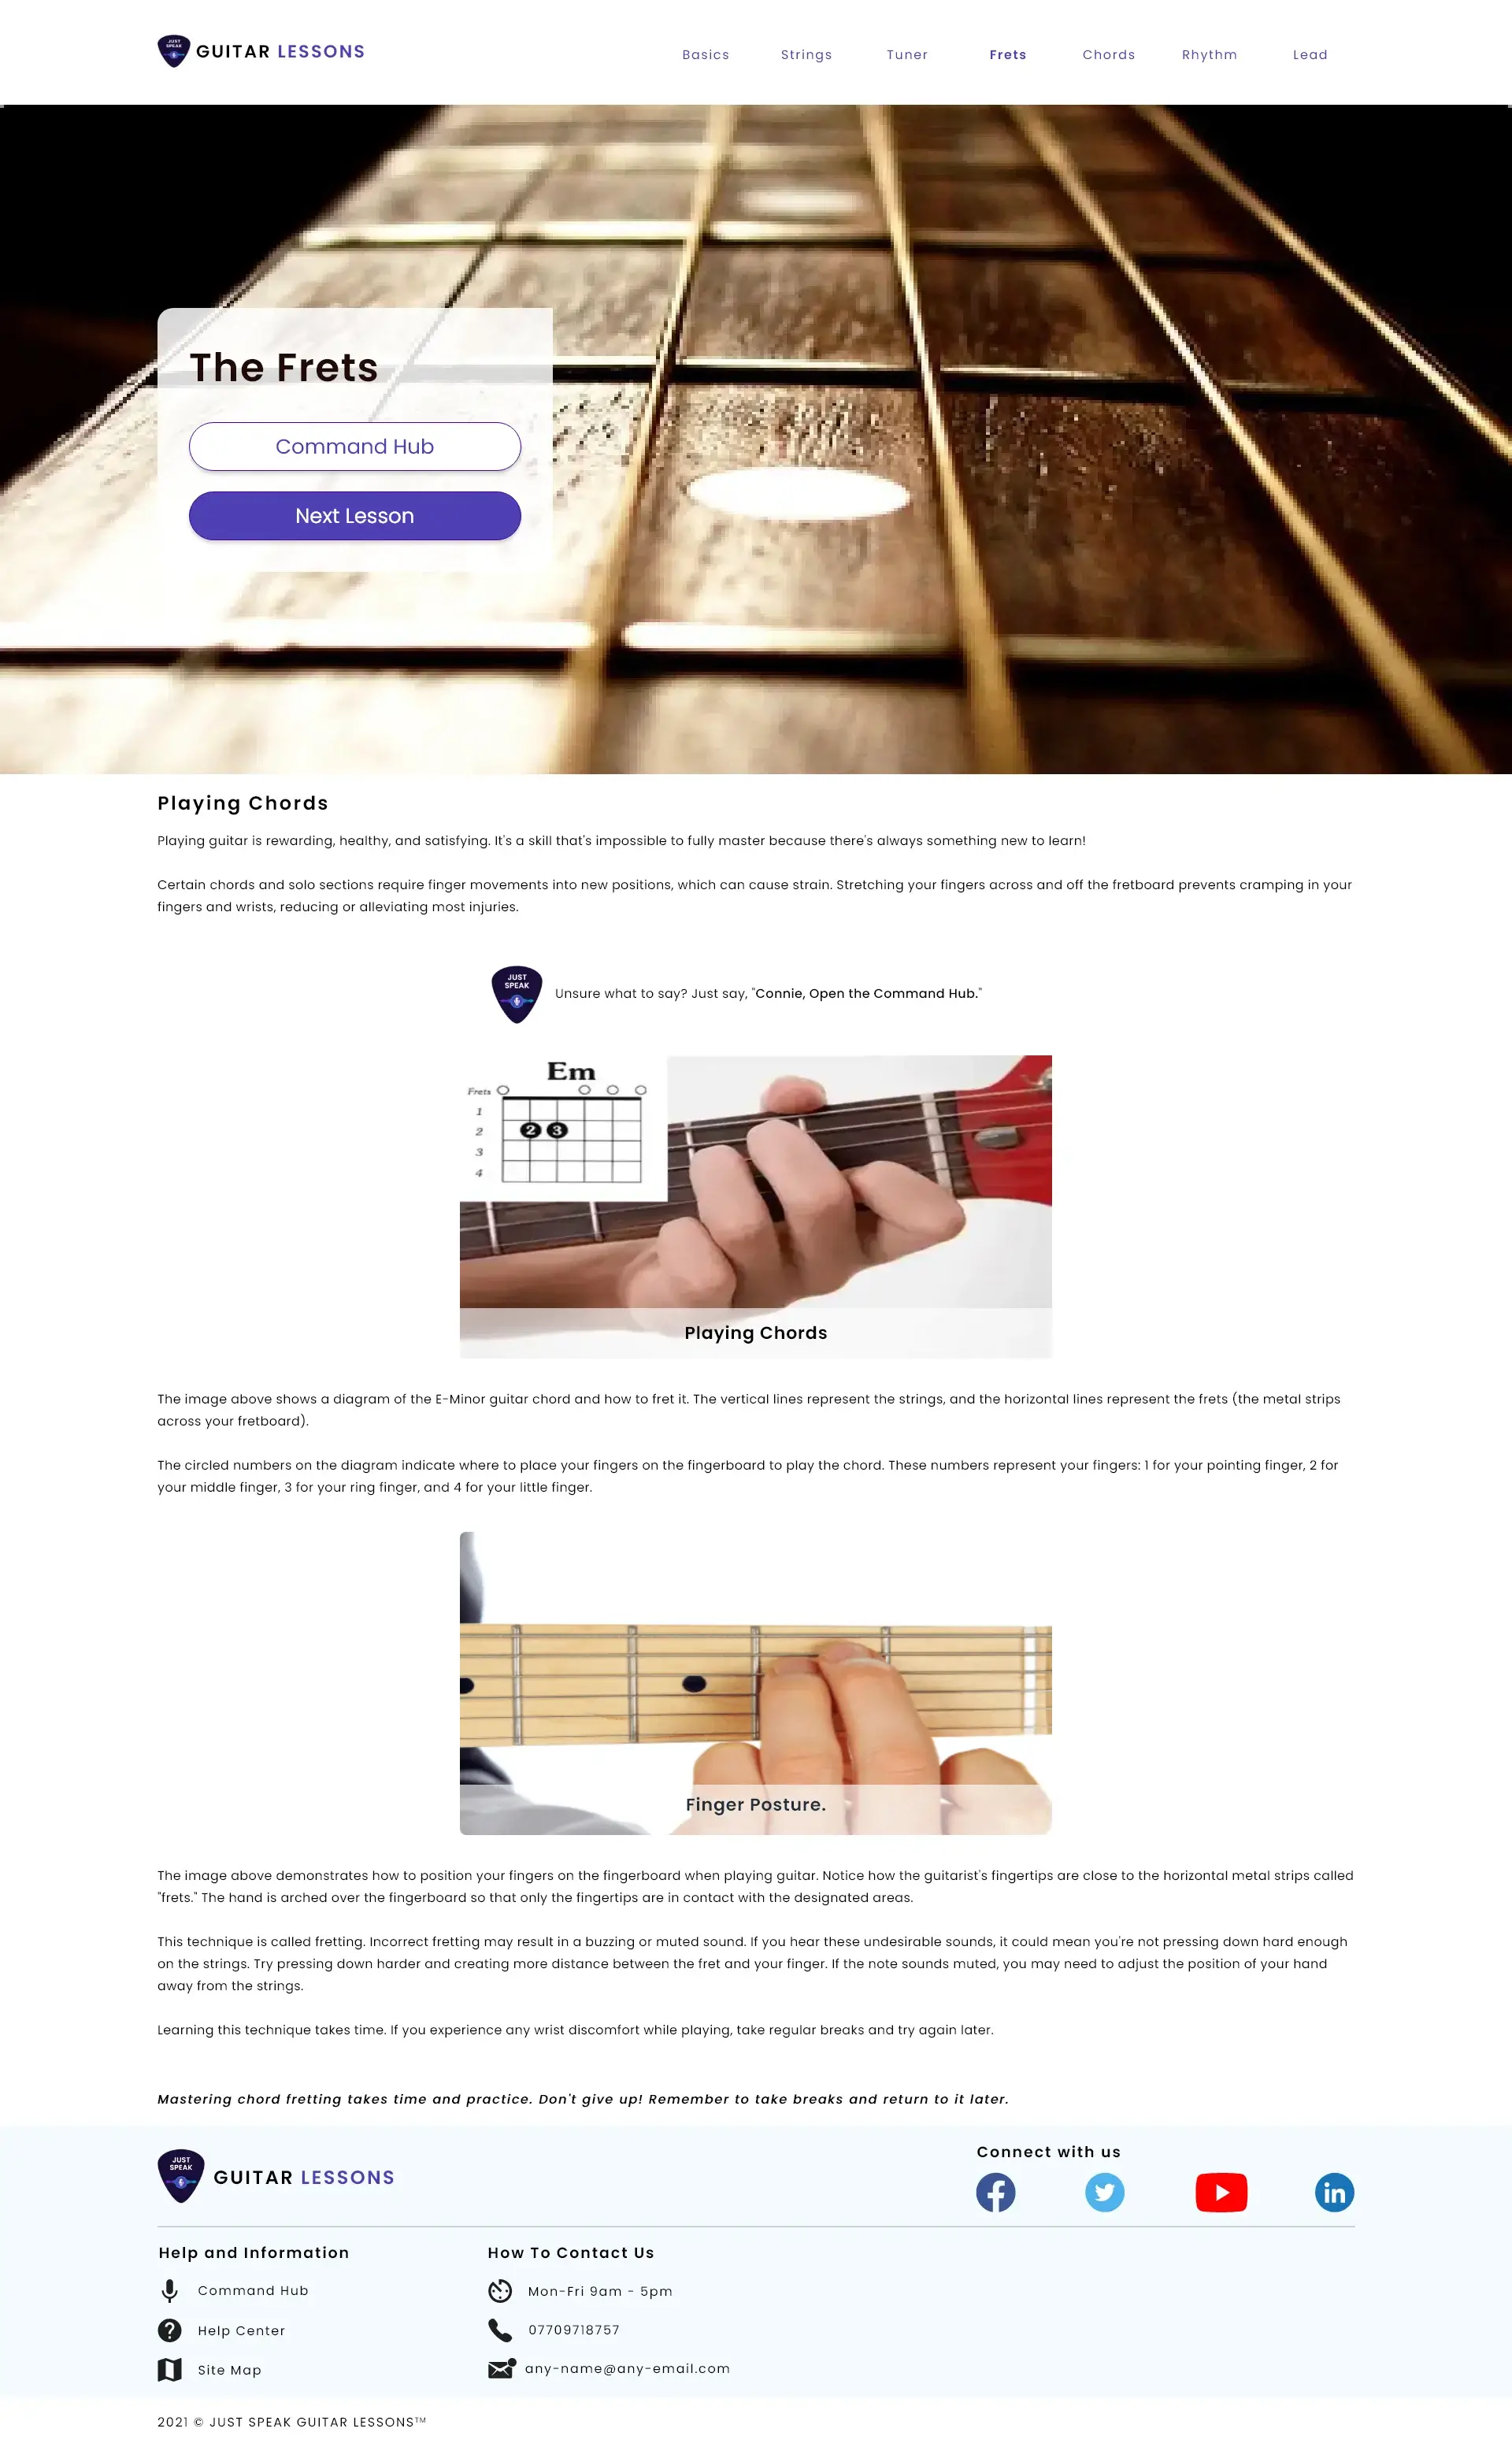 JUST
SPEAK
GUITAR LESSONS
Basics Strings Tuner Frets Chords Rhythm Lead
The Frets
Command Hub
Next Lesson
Playing Chords
Playing guitar is rewarding, healthy, and satisfying. It's a skill that's impossible to fully master because there's always something new to learn!
Certain chords and solo sections require finger movements into new positions, which can cause strain. Stretching your fingers across and off the fretboard prevents cramping in your
fingers and wrists, reducing or alleviating most injuries.
JUST
SPEAK
Unsure what to say? Just say, "Connie, Open the Command Hub."
Em
Frets
1
2 2 3
3
4
Playing Chords
The image above shows a diagram of the E-Minor guitar chord and how to fret it. The vertical lines represent the strings, and the horizontal lines represent the frets (the metal strips
across your fretboard).
The circled numbers on the diagram indicate where to place your fingers on the fingerboard to play the chord. These numbers represent your fingers: 1 for your pointing finger, 2 for
your middle finger, 3 for your ring finger, and 4 for your little finger.
Finger Posture.
The image above demonstrates how to position your fingers on the fingerboard when playing guitar. Notice how the guitarist's fingertips are close to the horizontal metal strips called
"frets." The hand is arched over the fingerboard so that only the fingertips are in contact with the designated areas.
This technique is called fretting. Incorrect fretting may result in a buzzing or muted sound. If you hear these undesirable sounds, it could mean you're not pressing down hard enough
on the strings. Try pressing down harder and creating more distance between the fret and your finger. If the note sounds muted, you may need to adjust the position of your hand
away from the strings.
Learning this technique takes time. If you experience any wrist discomfort while playing, take regular breaks and try again later.
Mastering chord fretting takes time and practice. Don't give up! Remember to take breaks and return to it later.
JUST
SPEAK
GUITAR LESSONS
Connect with us
Help and Information
Command Hub
Help Center
Site Map
How To Contact Us
Mon-Fri 9am - 5pm
07709718757
any-name@any-email.com
2021 © JUST SPEAK GUITAR LESSONS™